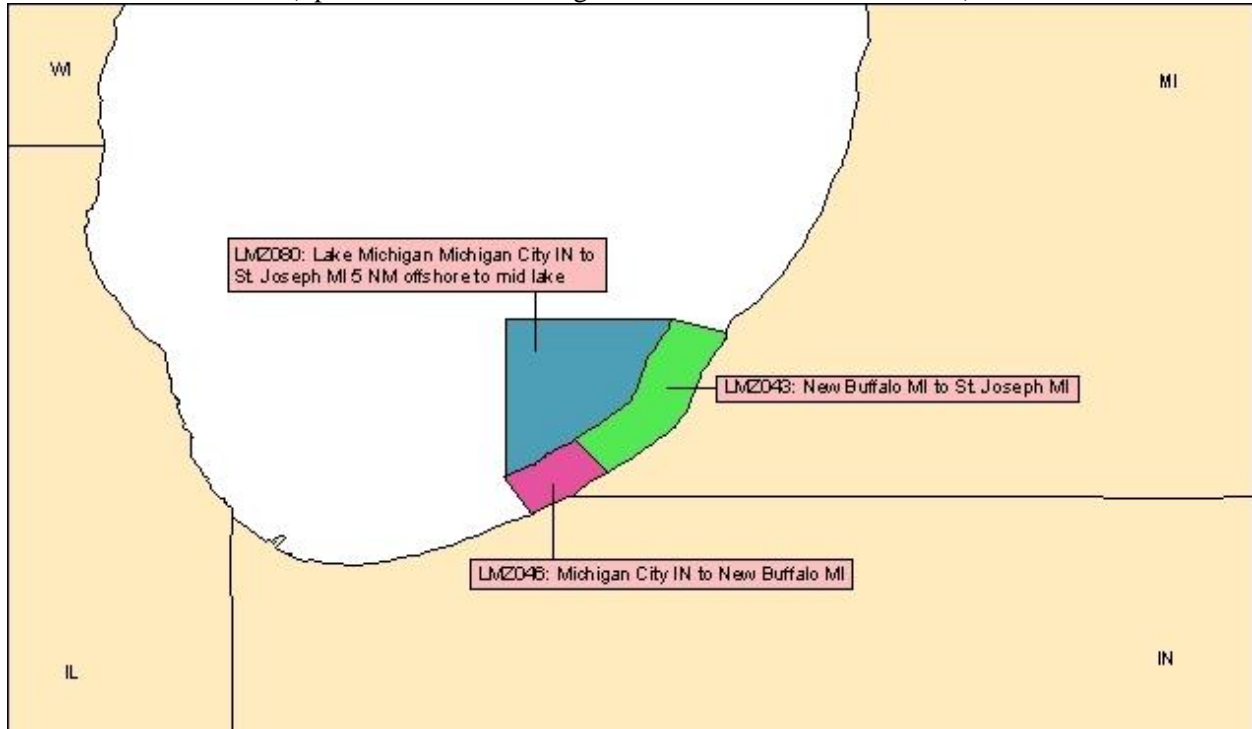 WI
MI
LMZ080: Lake Michigan Michigan City IN to
St. Joseph MI 5 NM offshore to mid lake
LMZ043: New Buffalo MI to St. Joseph MI
LMZ046: Michigan City IN to New Buffalo MI
IL
IN